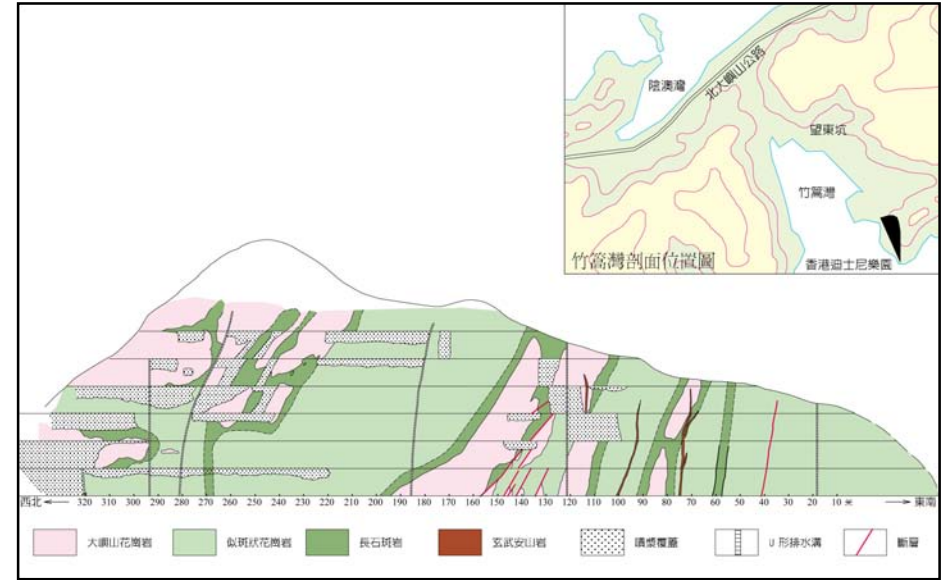 陰澳灣
北大嶼山公路
望東坑
竹篙灣
竹篙灣剖面位置圖
香港迪士尼樂園
西北 320 310 300 290 280 270 260 250 240 230 220 210 200 190 180 170 160 150 140 130 120 110 100 90 80 70 60 50 40 30 20 10 米 東南
大嶼山花崗岩 似斑狀花崗岩 長石斑岩 玄武安山岩 噴漿覆蓋 U 形排水溝 斷層